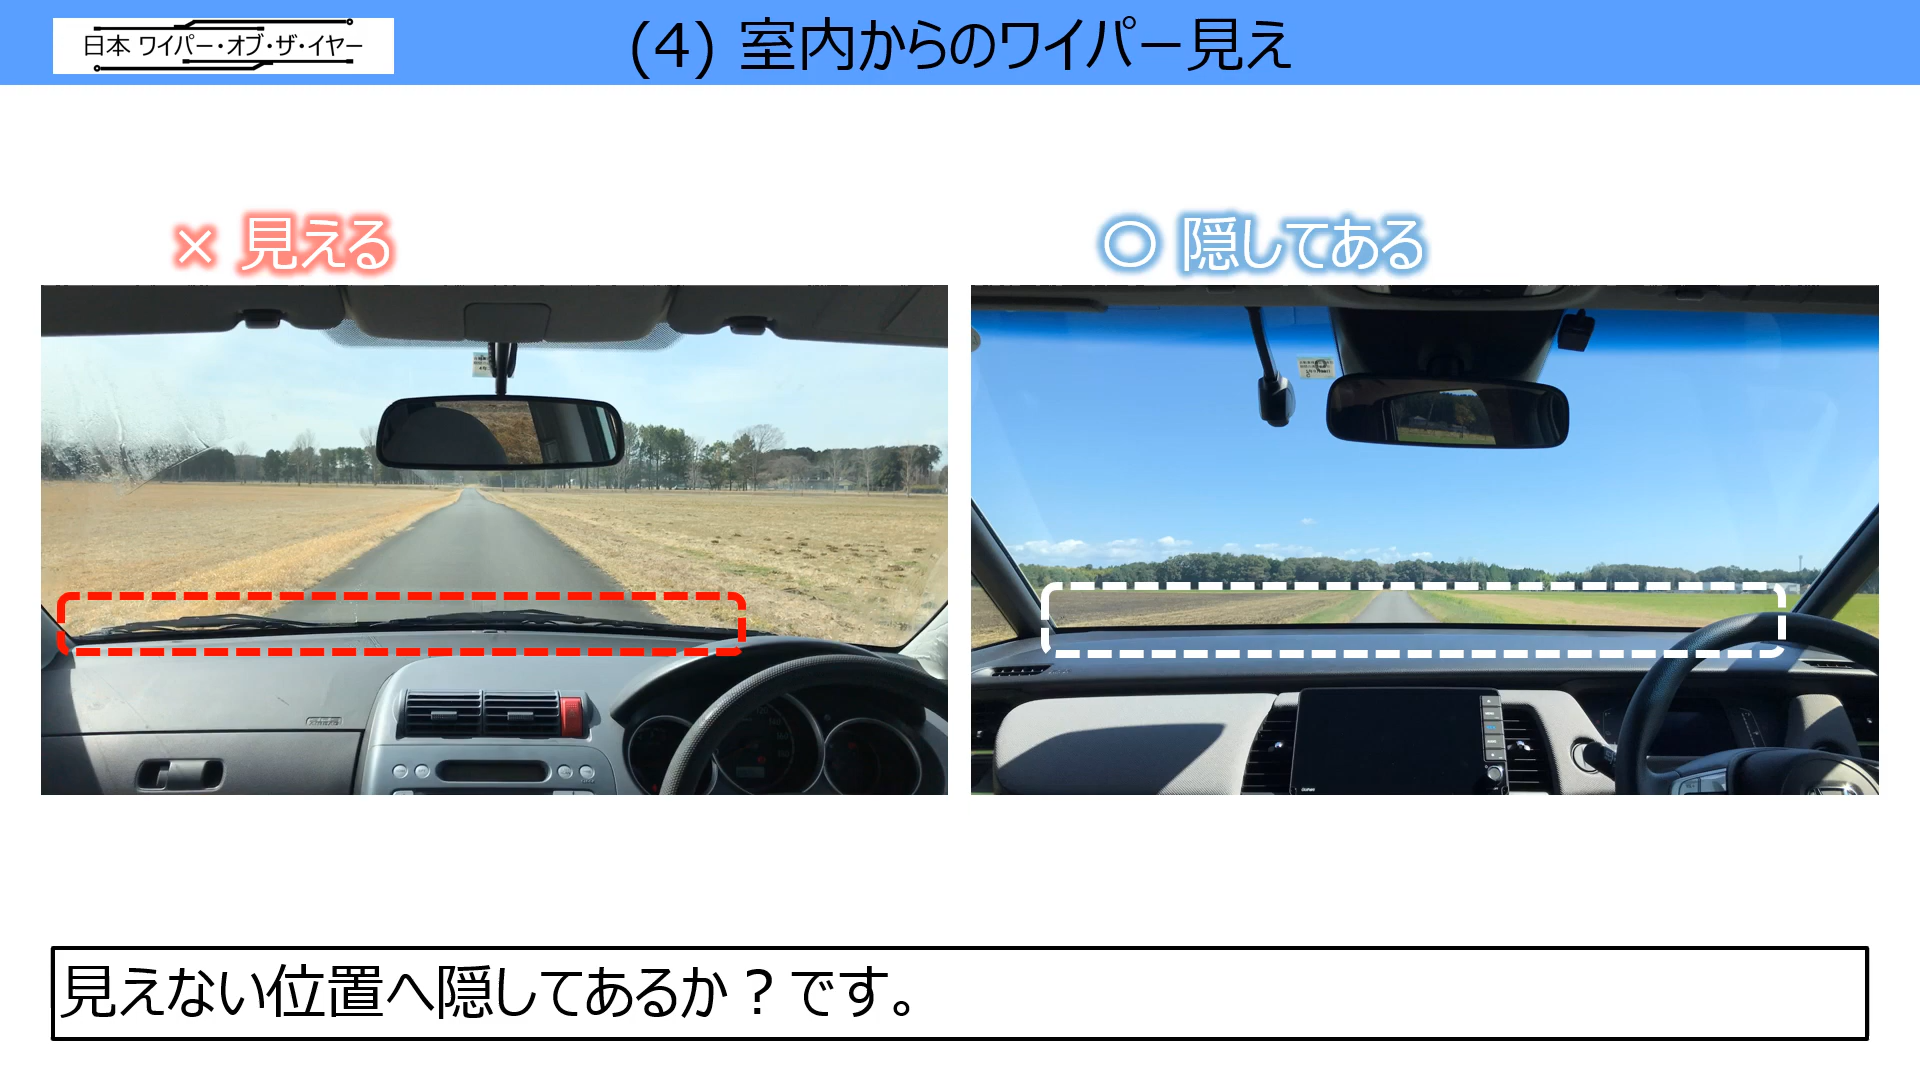 日本 ワイパー・オブ・ザ・イヤー
(4) 室内からのワイパー見え
× 見える
〇 隠してある
見えない位置へ隠してあるか？です。